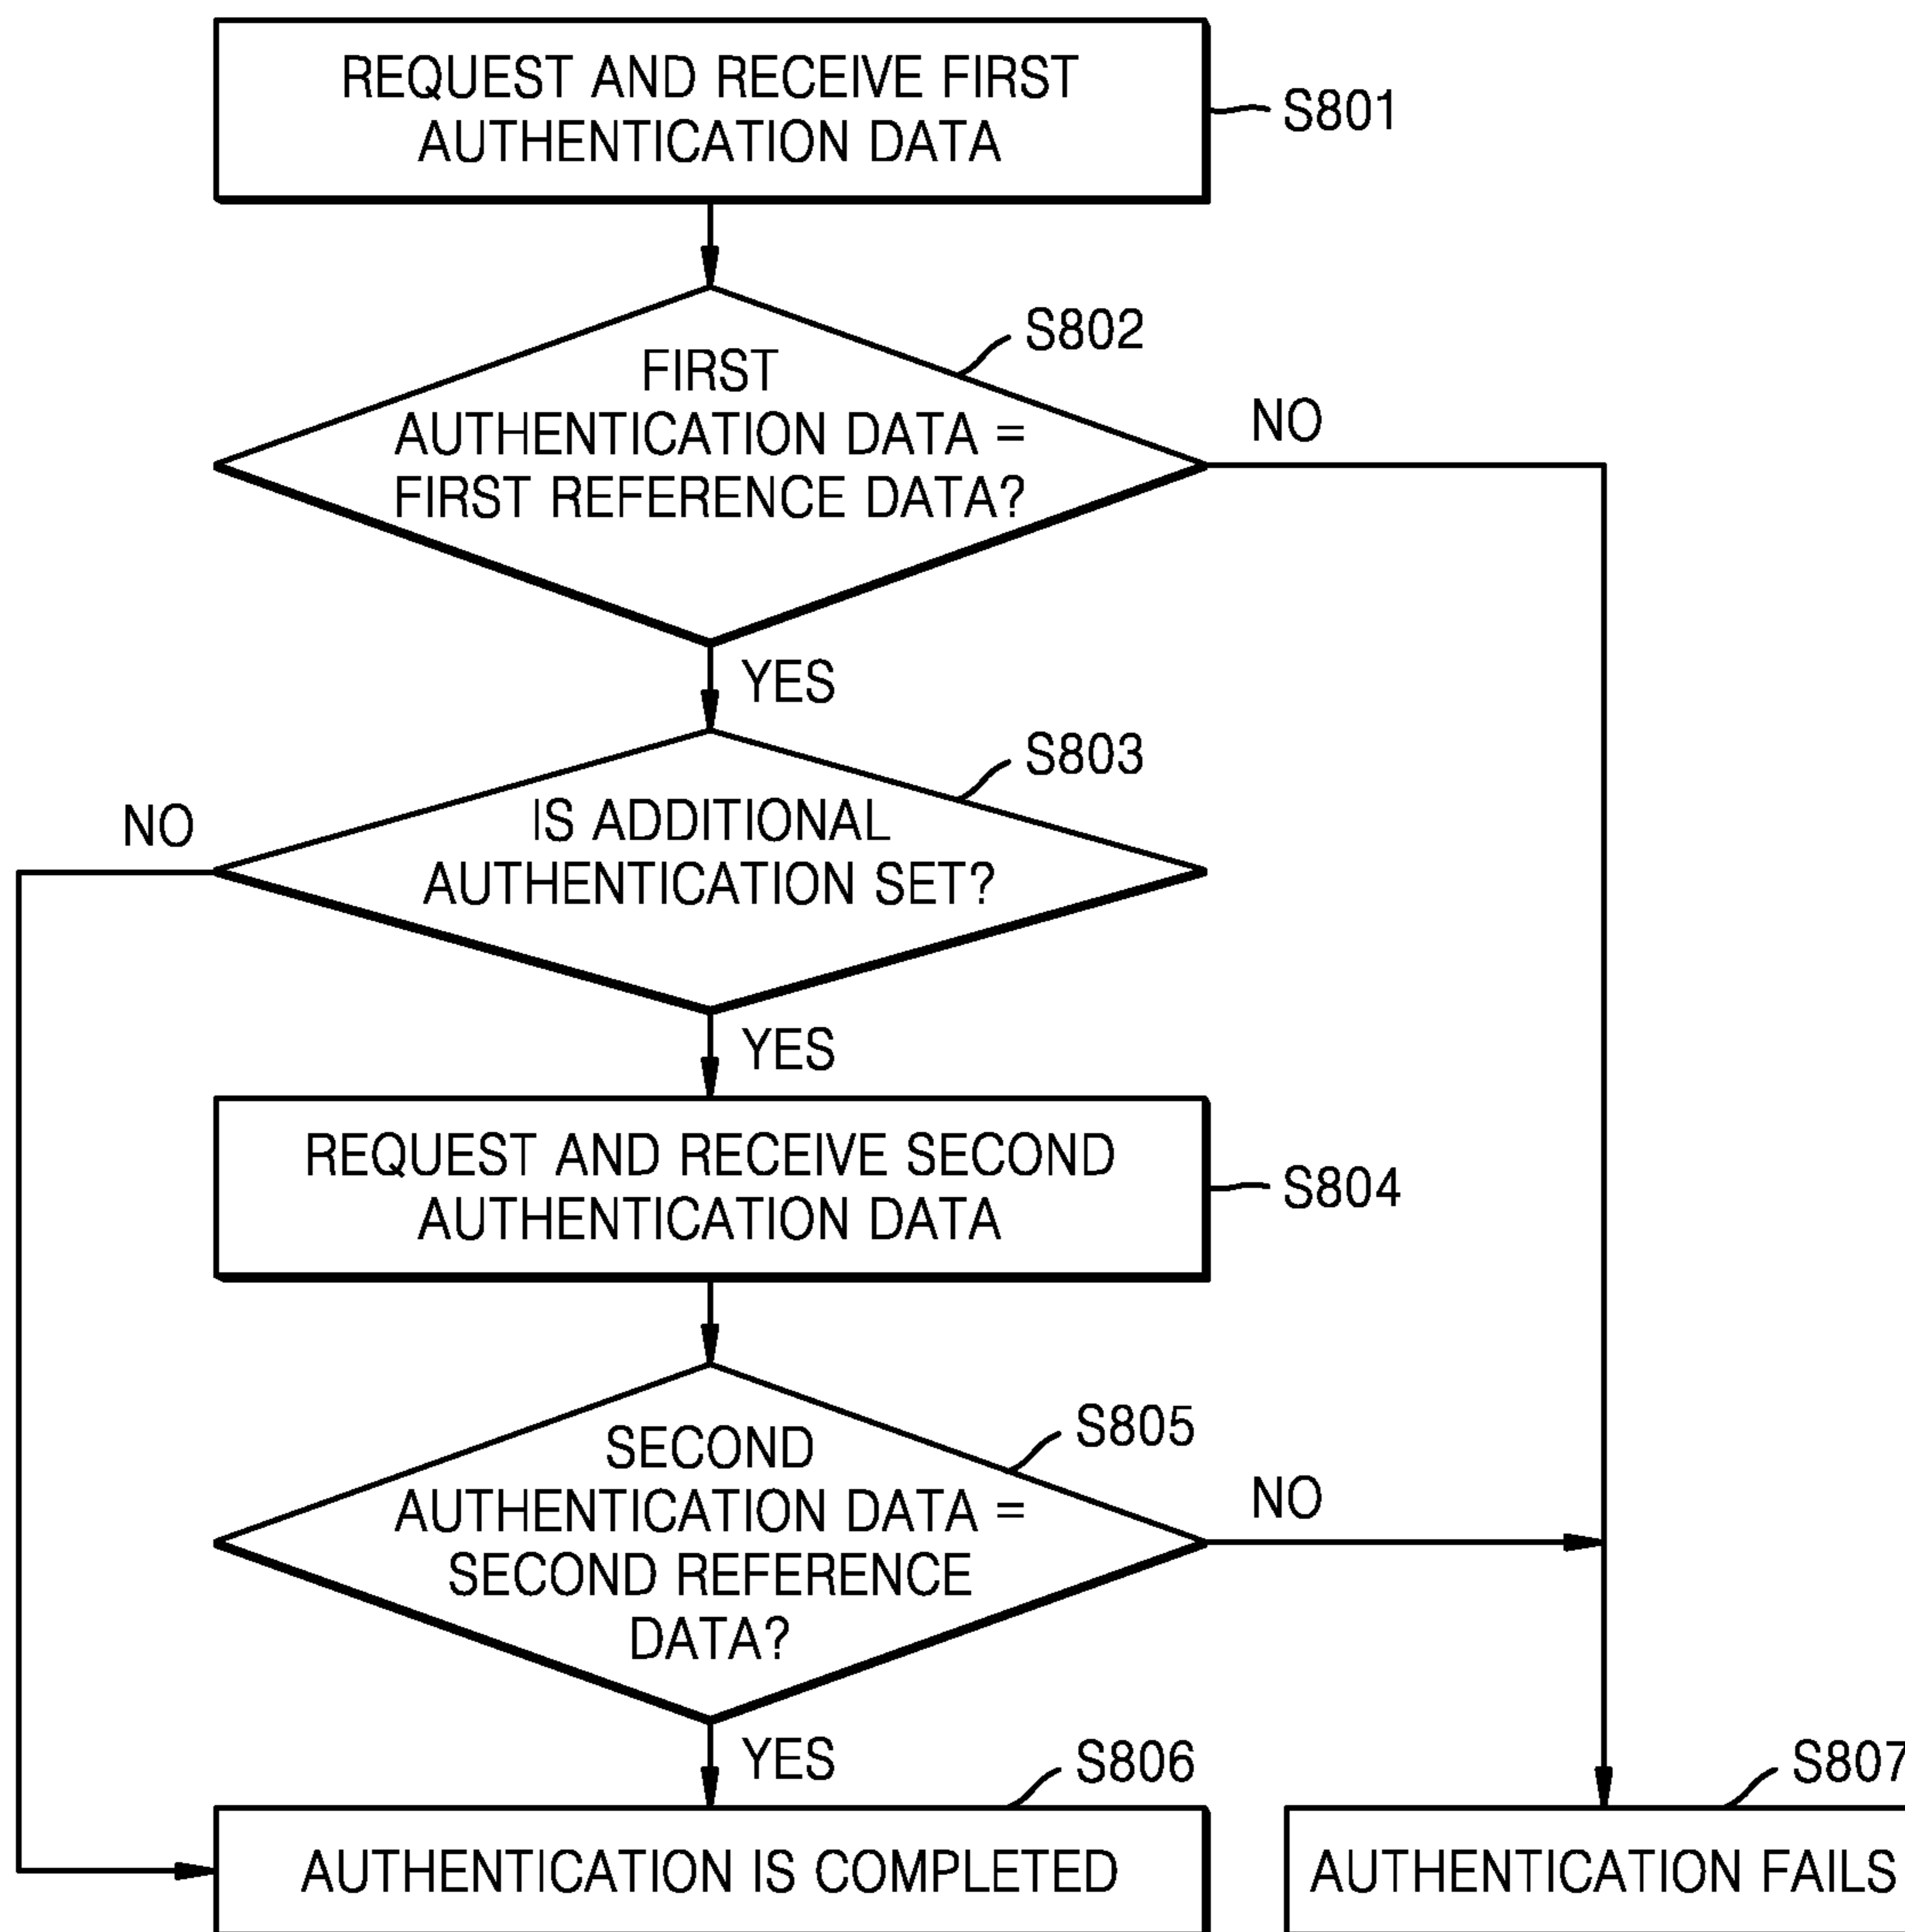 REQUEST AND RECEIVE FIRST
AUTHENTICATION DATA
S801
S802
FIRST
AUTHENTICATION DATA =
FIRST REFERENCE DATA?
NO
YES
S803
IS ADDITIONAL
AUTHENTICATION SET?
NO
YES
REQUEST AND RECEIVE SECOND
AUTHENTICATION DATA
S804
S805
SECOND
AUTHENTICATION DATA =
SECOND REFERENCE
DATA?
NO
YES
S806
AUTHENTICATION IS COMPLETED
S807
AUTHENTICATION FAILS